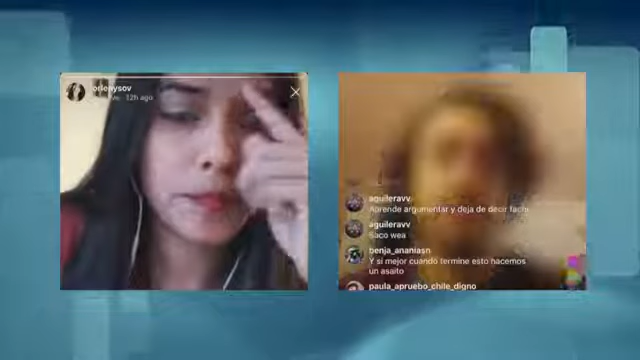 orlenysov
12h ago
aguileravv
Aprende argumentar y deja de decir facho
aguileravv
Saco wea
benja_ananiasn
Y si mejor cuando termine esto hacemos
un asaito
paula_apruebo_chile_digno